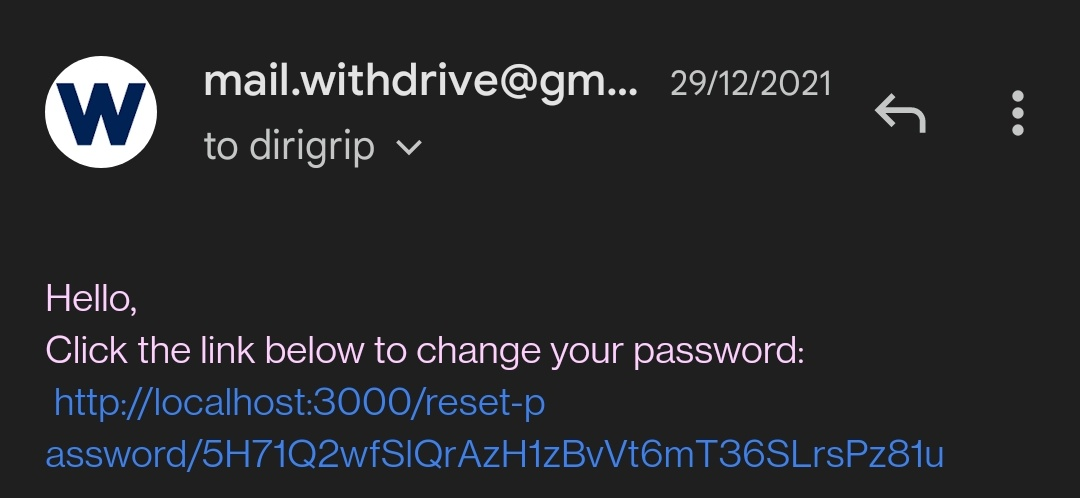 W
mail.withdrive@gm... 29/12/2021
to dirigrip
Hello,
Click the link below to change your password:
http://localhost:3000/reset-p
assword/5H71Q2wfSlQrAzH1zBvVt6mT36SLrsPz81u